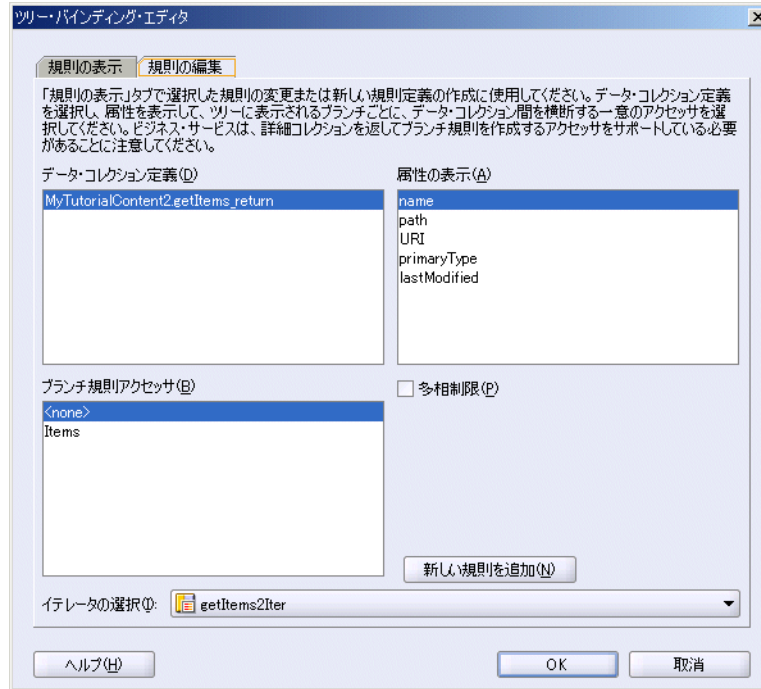 ツリー・バインディング・エディタ
規則の表示 規則の編集
「規則の表示」タブで選択した規則の変更または新しい規則定義の作成に使用してください。データ・コレクション定義
を選択し、属性を表示して、ツリーに表示されるブランチごとに、データ・コレクション間を横断する一意のアクセッサを選
択してください。ビジネス・サービスは、詳細コレクションを返してブランチ規則を作成するアクセッサをサポートしている必要
があることに注意してください。
データ・コレクション定義(D)
MyTutorialContent2.getItems_return
属性の表示(A)
name
path
URI
primaryType
lastModified
ブランチ規則アクセッサ(B)
<none>
Items
多相制限(P)
新しい規則を追加(N)
イテレータの選択(I): getItems2Iter
ヘルプ(H) OK 取消